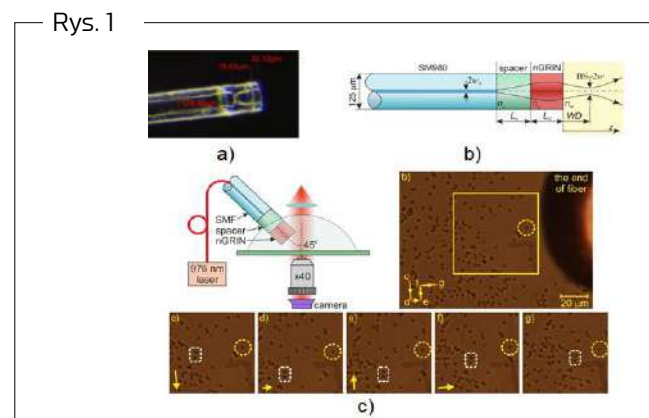 Rys. 1
a)
SM980
spacer
nGRIN
125 µm
WD
z
b)
SMF
spacer
nGRIN
45°
976 nm
laser
x40
camera
b)
the end
of fiber
20 µm
c)
d)
e)
f)
g)
c)